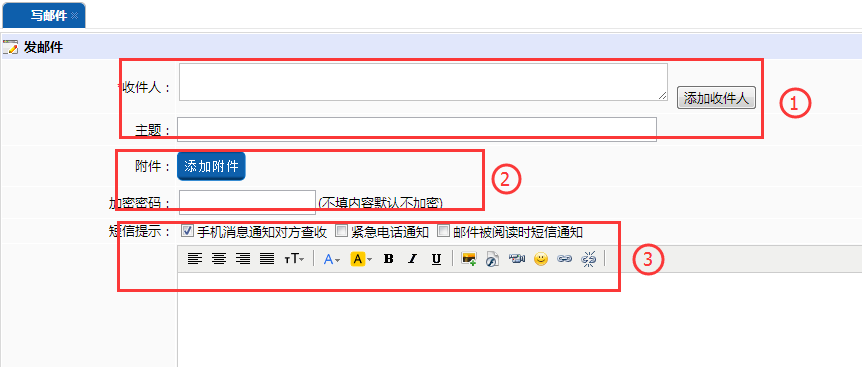 写邮件
发邮件
*收件人：
添加收件人
①
主题：
附件： 添加附件
②
加密密码： (不填内容默认不加密)
短信提示： 手机消息通知对方查收 紧急电话通知 邮件被阅读时短信通知
тT A A B I U
③